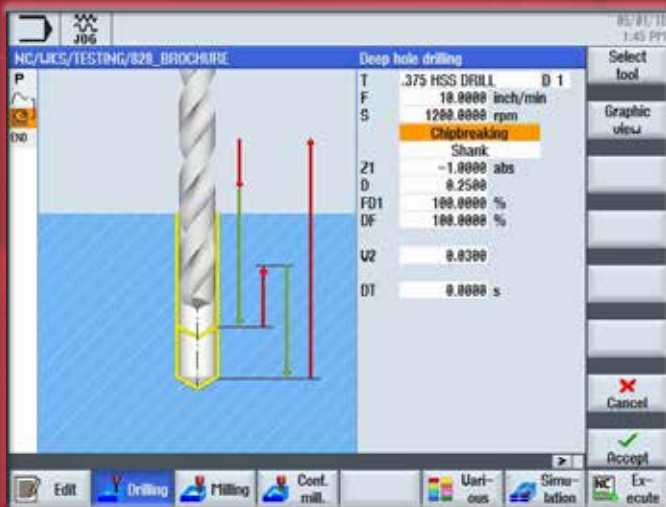 JOG
1:45 PM
NC/WKS/TESTING/828_BROCHURE
Deep hole drilling
Select tool
P
T .375 HSS DRILL D 1
F 10.0000 inch/min
S 1200.0000 rpm
Graphic view
END
Chipbreaking
Shank
Z1 -1.0000 abs
D 0.2500
FD1 100.0000 %
DF 100.0000 %
V2 0.0300
DT 0.0000 s
Cancel
Accept
>
Edit
Drilling
Milling
Cont. mill.
Vari-ous
Simu-lation
NC Ex-ecute